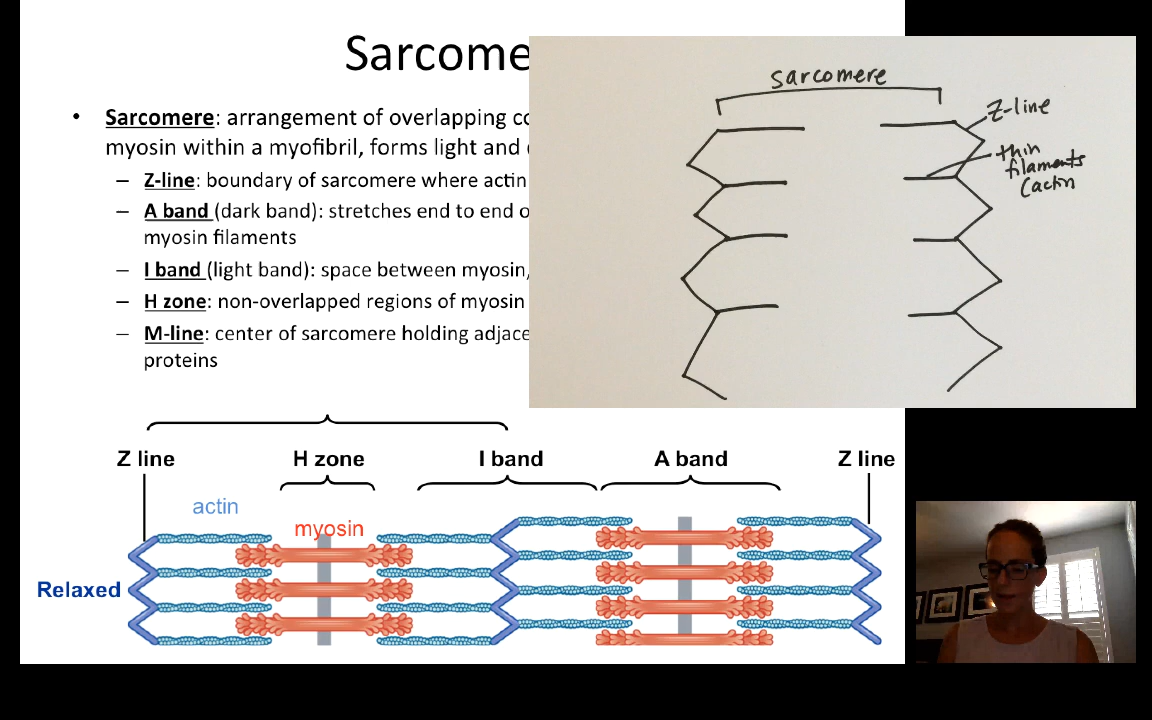 Sarcome
• Sarcomere: arrangement of overlapping co
myosin within a myofibril, forms light and
– Z-line: boundary of sarcomere where actin
– A band (dark band): stretches end to end o
myosin filaments
– I band (light band): space between myosin,
– H zone: non-overlapped regions of myosin
– M-line: center of sarcomere holding adjace
proteins
sarcomere
Z-line
thin
filaments
(actin
Z line
H zone
I band
A band
Z line
actin
myosin
Relaxed